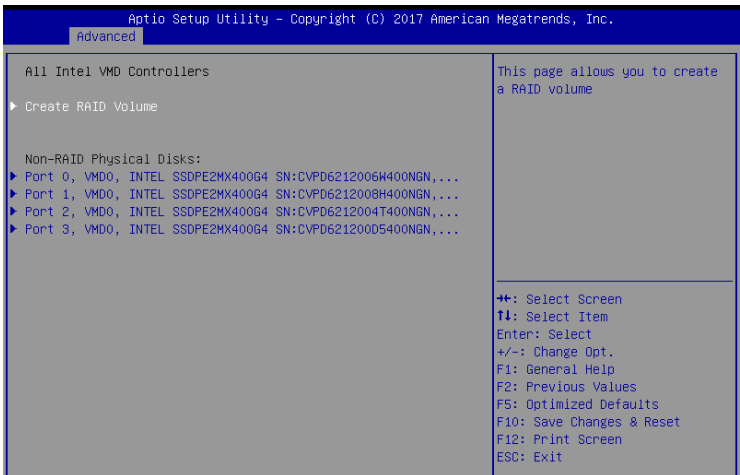 Aptio Setup Utility – Copyright (C) 2017 American Megatrends, Inc.
Advanced
All Intel VMD Controllers
▶ Create RAID Volume
Non-RAID Physical Disks:
▶ Port 0, VMD0, INTEL SSDPE2MX400G4 SN:CVPD6212006W400NGN,...
▶ Port 1, VMD0, INTEL SSDPE2MX400G4 SN:CVPD6212008H400NGN,...
▶ Port 2, VMD0, INTEL SSDPE2MX400G4 SN:CVPD6212004T400NGN,...
▶ Port 3, VMD0, INTEL SSDPE2MX400G4 SN:CVPD621200D5400NGN,...
This page allows you to create
a RAID volume
→←: Select Screen
↑↓: Select Item
Enter: Select
+/-: Change Opt.
F1: General Help
F2: Previous Values
F5: Optimized Defaults
F10: Save Changes & Reset
F12: Print Screen
ESC: Exit